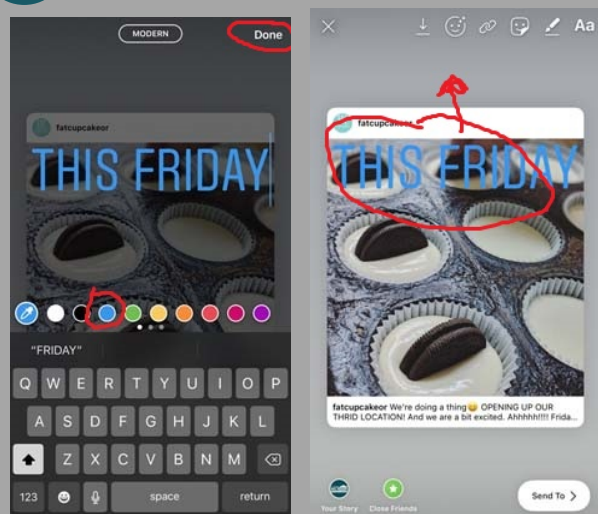 MODERN
Done
fatcupcakeor
THIS FRIDAY
"FRIDAY"
Q W E R T Y U I O P
A S D F G H J K L
Z X C V B N M
123 space return
Aa
fatcupcakeor
THIS FRIDAY
fatcupcakeor We're doing a thing😄 OPENING UP OUR
THRID LOCATION! And we are a bit excited. Ahhhhh!!!! Frida...
Your Story Close Friends
Send To >